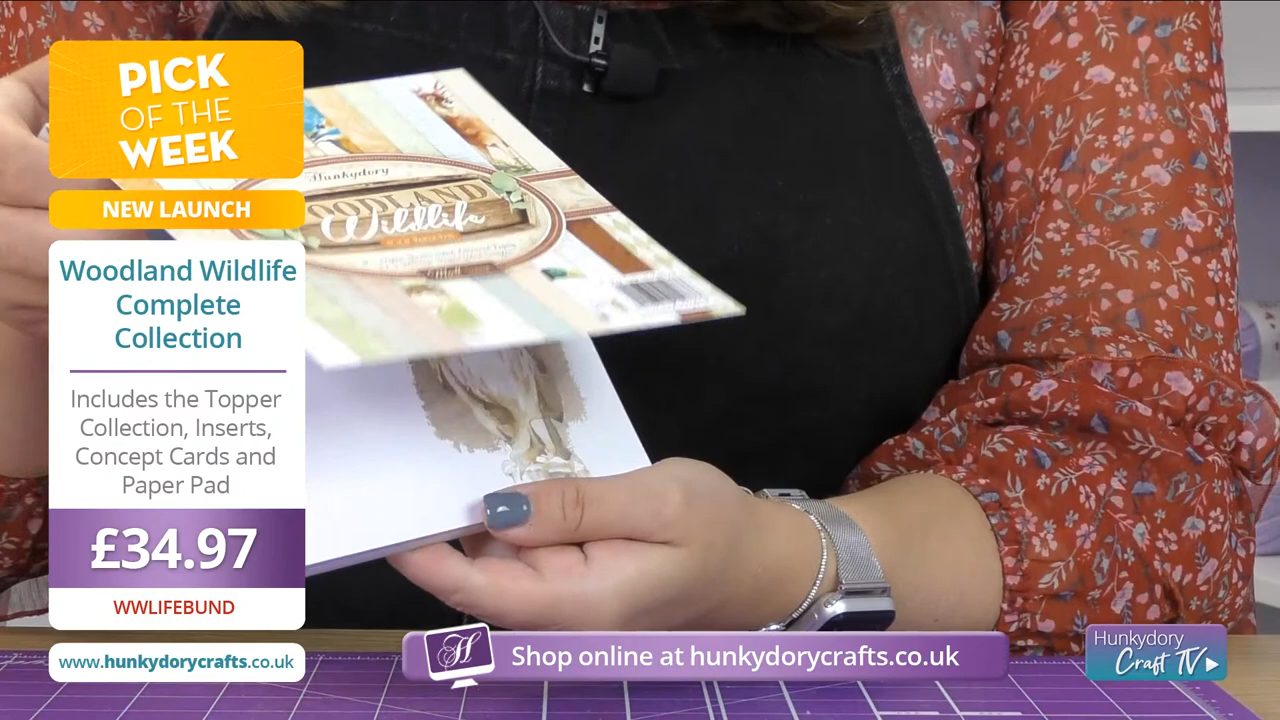 PICK
OF THE
WEEK
NEW LAUNCH
Woodland Wildlife
Complete
Collection
Includes the Topper
Collection, Inserts,
Concept Cards and
Paper Pad
£34.97
WWLIFEBUND
www.hunkydorycrafts.co.uk
Hunkydory
Wildlife
Shop online at hunkydorycrafts.co.uk
Hunkydory
Craft TV